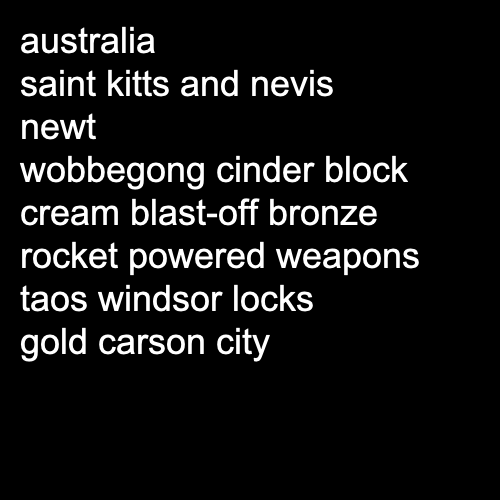 australia
saint kitts and nevis
newt
wobbegong cinder block
cream blast-off bronze
rocket powered weapons
taos windsor locks
gold carson city